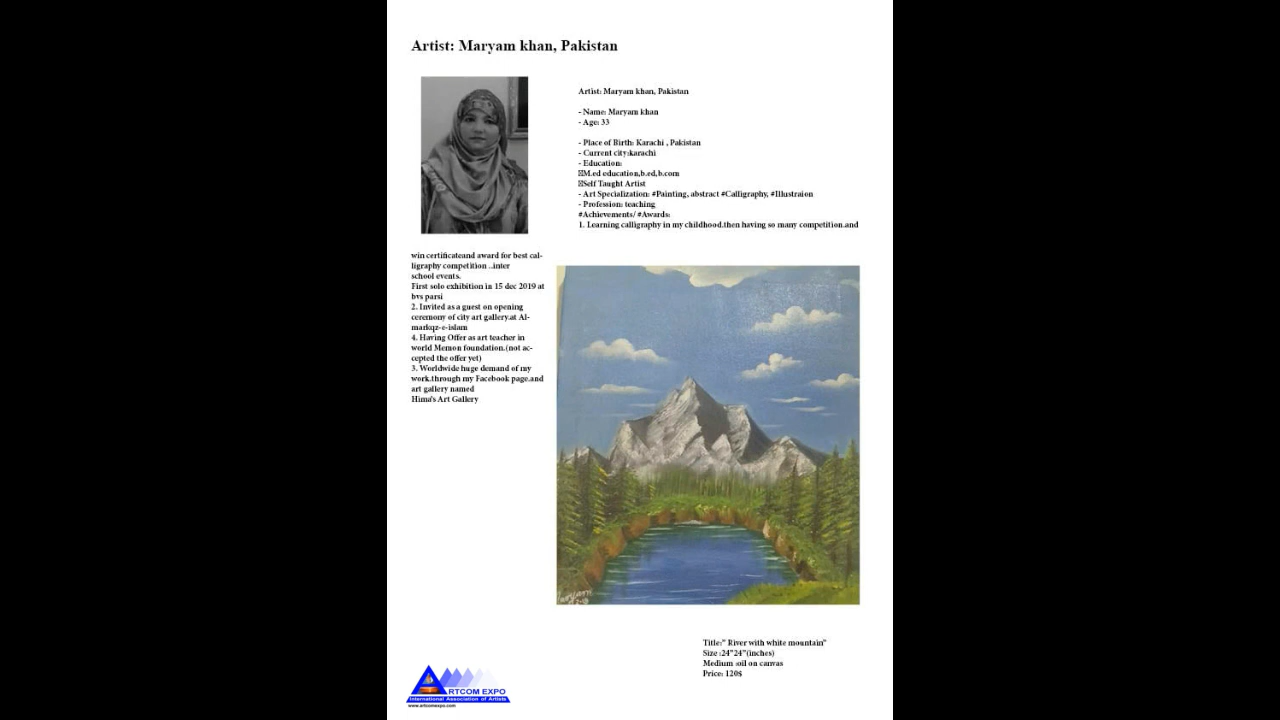 Artist: Maryam khan, Pakistan
Artist: Maryam khan, Pakistan
- Name: Maryam khan
- Age: 33
- Place of Birth: Karachi , Pakistan
- Current city:karachi
- Education:
M.ed education,b.ed,b.com
Self Taught Artist
- Art Specialization: #Painting, abstract #Calligraphy, #Illustraion
- Profession: teaching
#Achievements/ #Awards:
1. Learning calligraphy in my childhood.then having so many competition.and
win certificateand award for best cal-
ligraphy competition ..inter
school events.
First solo exhibition in 15 dec 2019 at
bvs parsi
2. Invited as a guest on opening
ceremony of city art gallery.at Al-
markqz-e-islam
4. Having Offer as art teacher in
world Memon foundation.(not ac-
cepted the offer yet)
3. Worldwide huge demand of my
work.through my Facebook page.and
art gallery named
Hima's Art Gallery
Title:" River with white mountain"
Size :24"24"(inches)
Medium :oil on canvas
Price: 120$
ARTCOM EXPO
International Association of Artists
www.artcomexpo.com